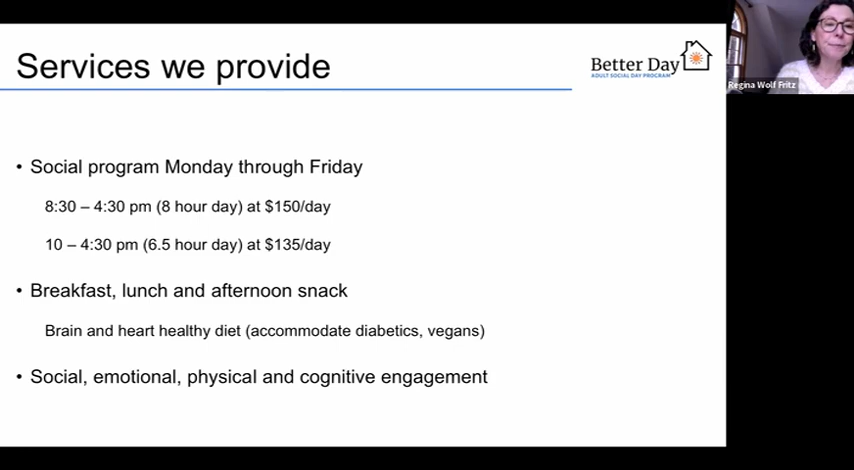 Services we provide
Better Day
ADULT SOCIAL DAY PROGRAM
Regina Wolf Fritz
• Social program Monday through Friday
8:30 – 4:30 pm (8 hour day) at $150/day
10 – 4:30 pm (6.5 hour day) at $135/day
• Breakfast, lunch and afternoon snack
Brain and heart healthy diet (accommodate diabetics, vegans)
• Social, emotional, physical and cognitive engagement